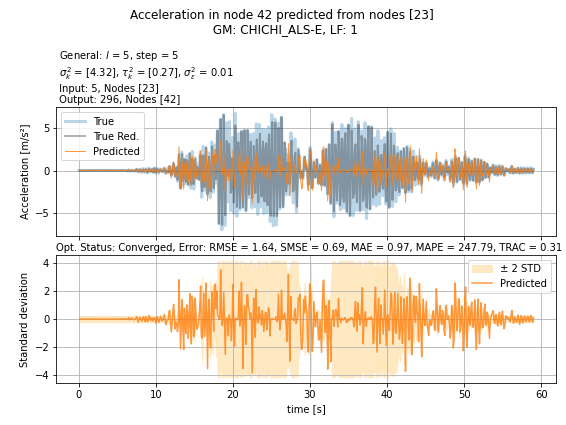 Acceleration in node 42 predicted from nodes [23]
GM: CHICHI_ALS-E, LF: 1
General: l = 5, step = 5
σ_k² = [4.32], τ_k² = [0.27], σ_ε² = 0.01
Input: 5, Nodes [23]
Output: 296, Nodes [42]
True
True Red.
Predicted
Acceleration [m/s²]
5
0
−5
Opt. Status: Converged, Error: RMSE = 1.64, SMSE = 0.69, MAE = 0.97, MAPE = 247.79, TRAC = 0.31
± 2 STD
Predicted
Standard deviation
4
2
0
−2
−4
0 10 20 30 40 50 60
time [s]